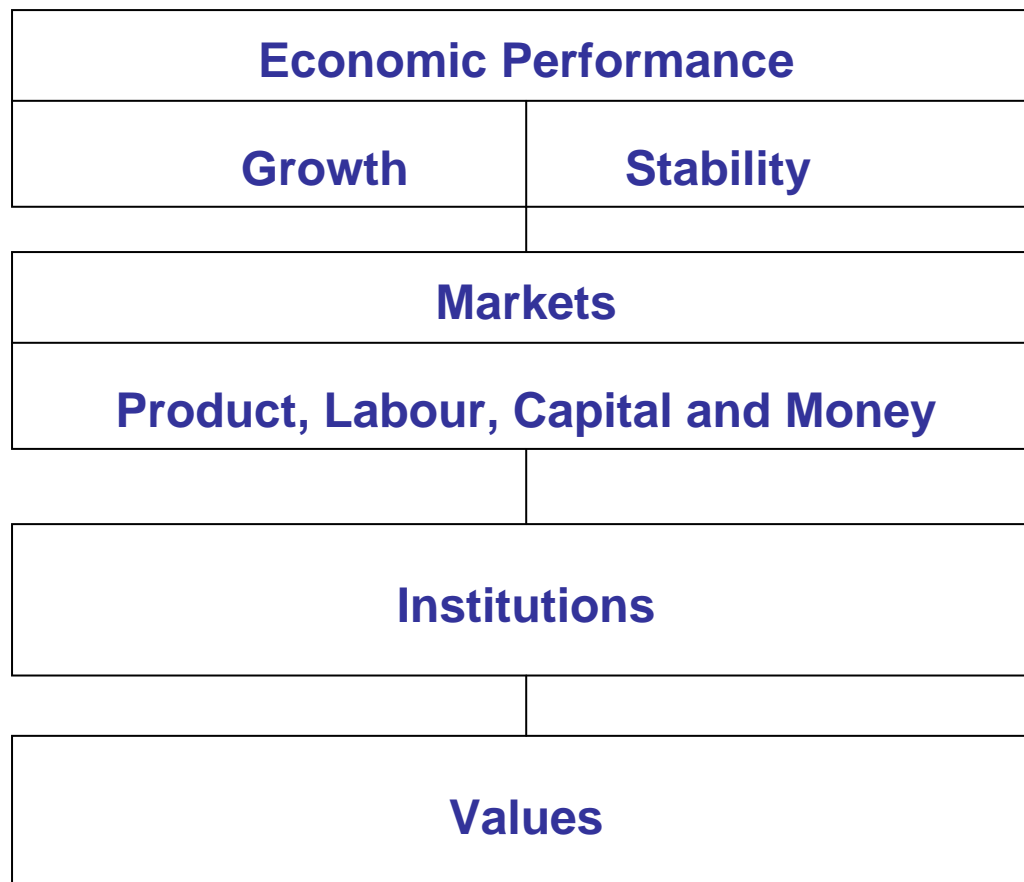 Economic Performance
Growth Stability
Markets
Product, Labour, Capital and Money
Institutions
Values